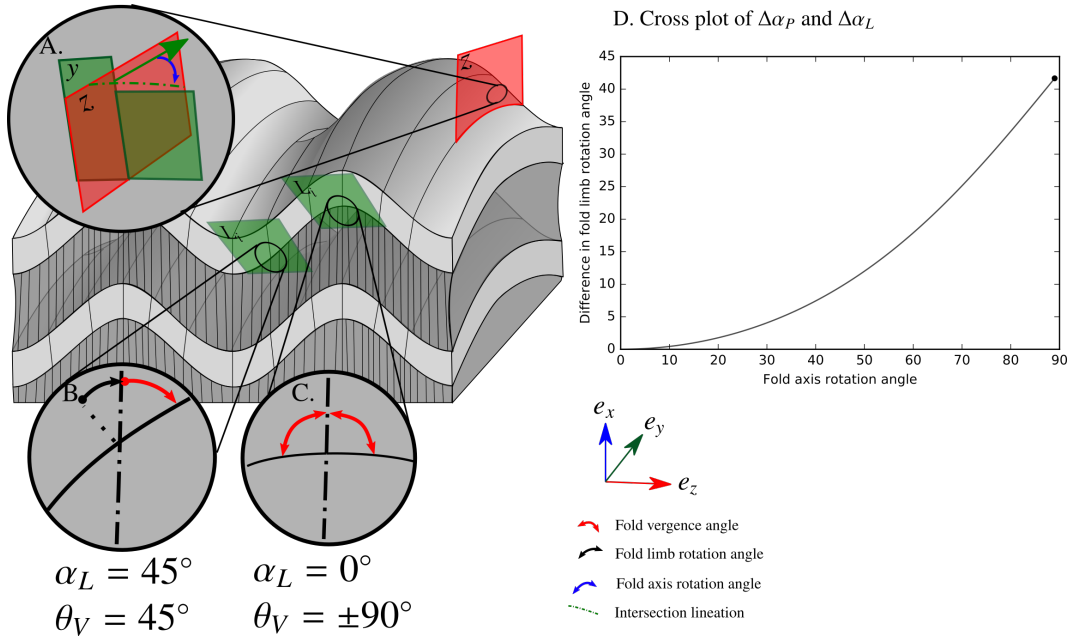 A.
y
z
z
B.
C.
α_L = 45°
θ_V = 45°
α_L = 0°
θ_V = ±90°
D. Cross plot of Δα_P and Δα_L
Difference in fold limb rotation angle
45
40
35
30
25
20
15
10
5
0
0 10 20 30 40 50 60 70 80 90
Fold axis rotation angle
e_x
e_y
e_z
Fold vergence angle
Fold limb rotation angle
Fold axis rotation angle
Intersection lineation